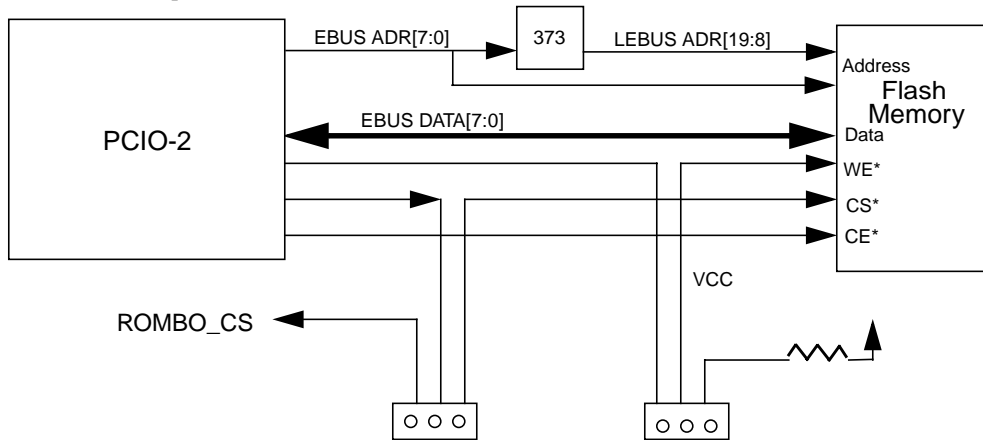 EBUS ADR[7:0]
373
LEBUS ADR[19:8]
Address
Flash
Memory
PCIO-2
EBUS DATA[7:0]
Data
WE*
CS*
CE*
VCC
ROMBO_CS